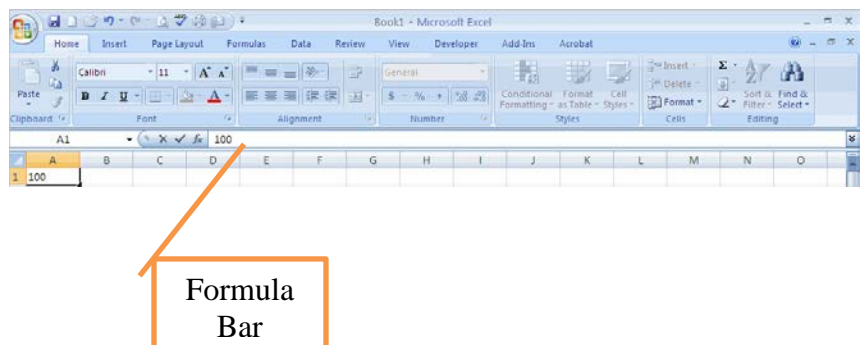 Book1 - Microsoft Excel
Home Insert Page Layout Formulas Data Review View Developer Add-Ins Acrobat
Paste
Calibri 11 A A
B I U A
General
$ % ,
Conditional Formatting Format as Table Cell Styles
Insert
Delete
Format
Σ
Sort & Filter
Find & Select
Clipboard Font Alignment Number Styles Cells Editing
A1 fx 100
A B C D E F G H I J K L M N O
1 100
Formula
Bar